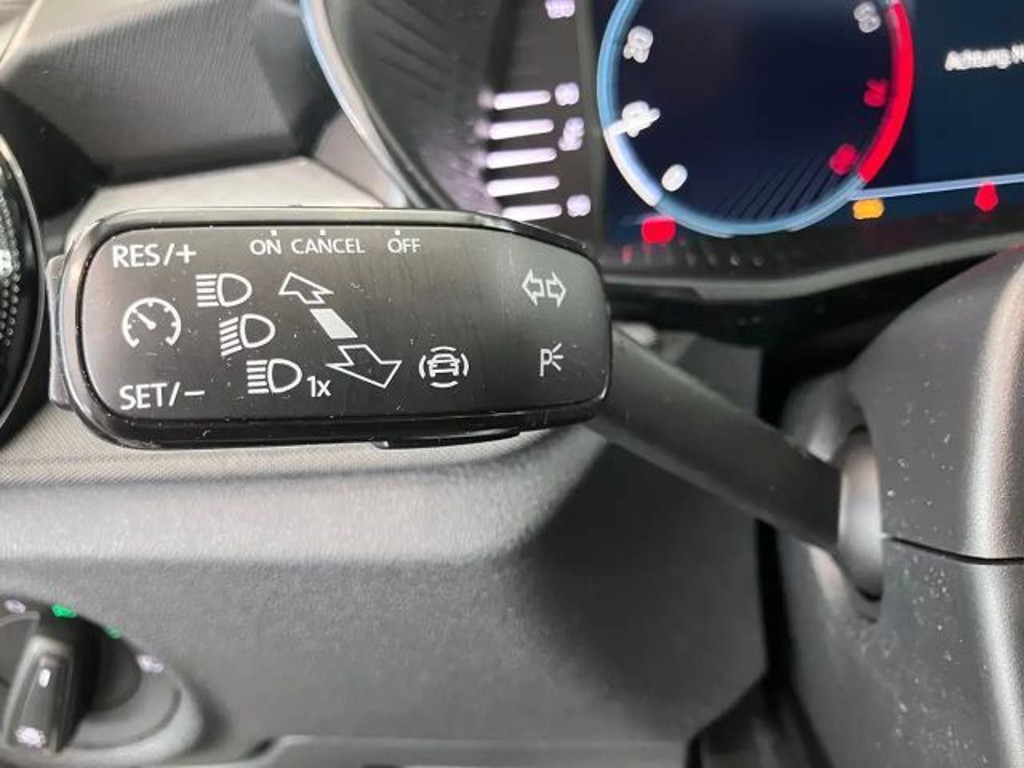 RES/+
ON CANCEL OFF
1x
SET/−
P
Achtung